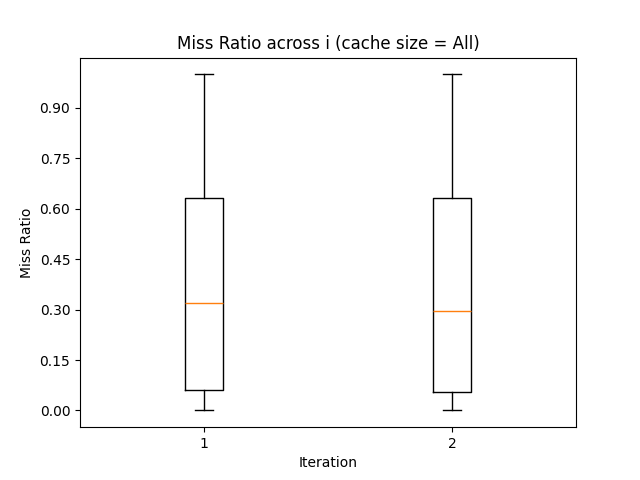 Miss Ratio across i (cache size = All)
0.90
0.75
0.60
0.45
0.30
0.15
0.00
Miss Ratio
1 2
Iteration